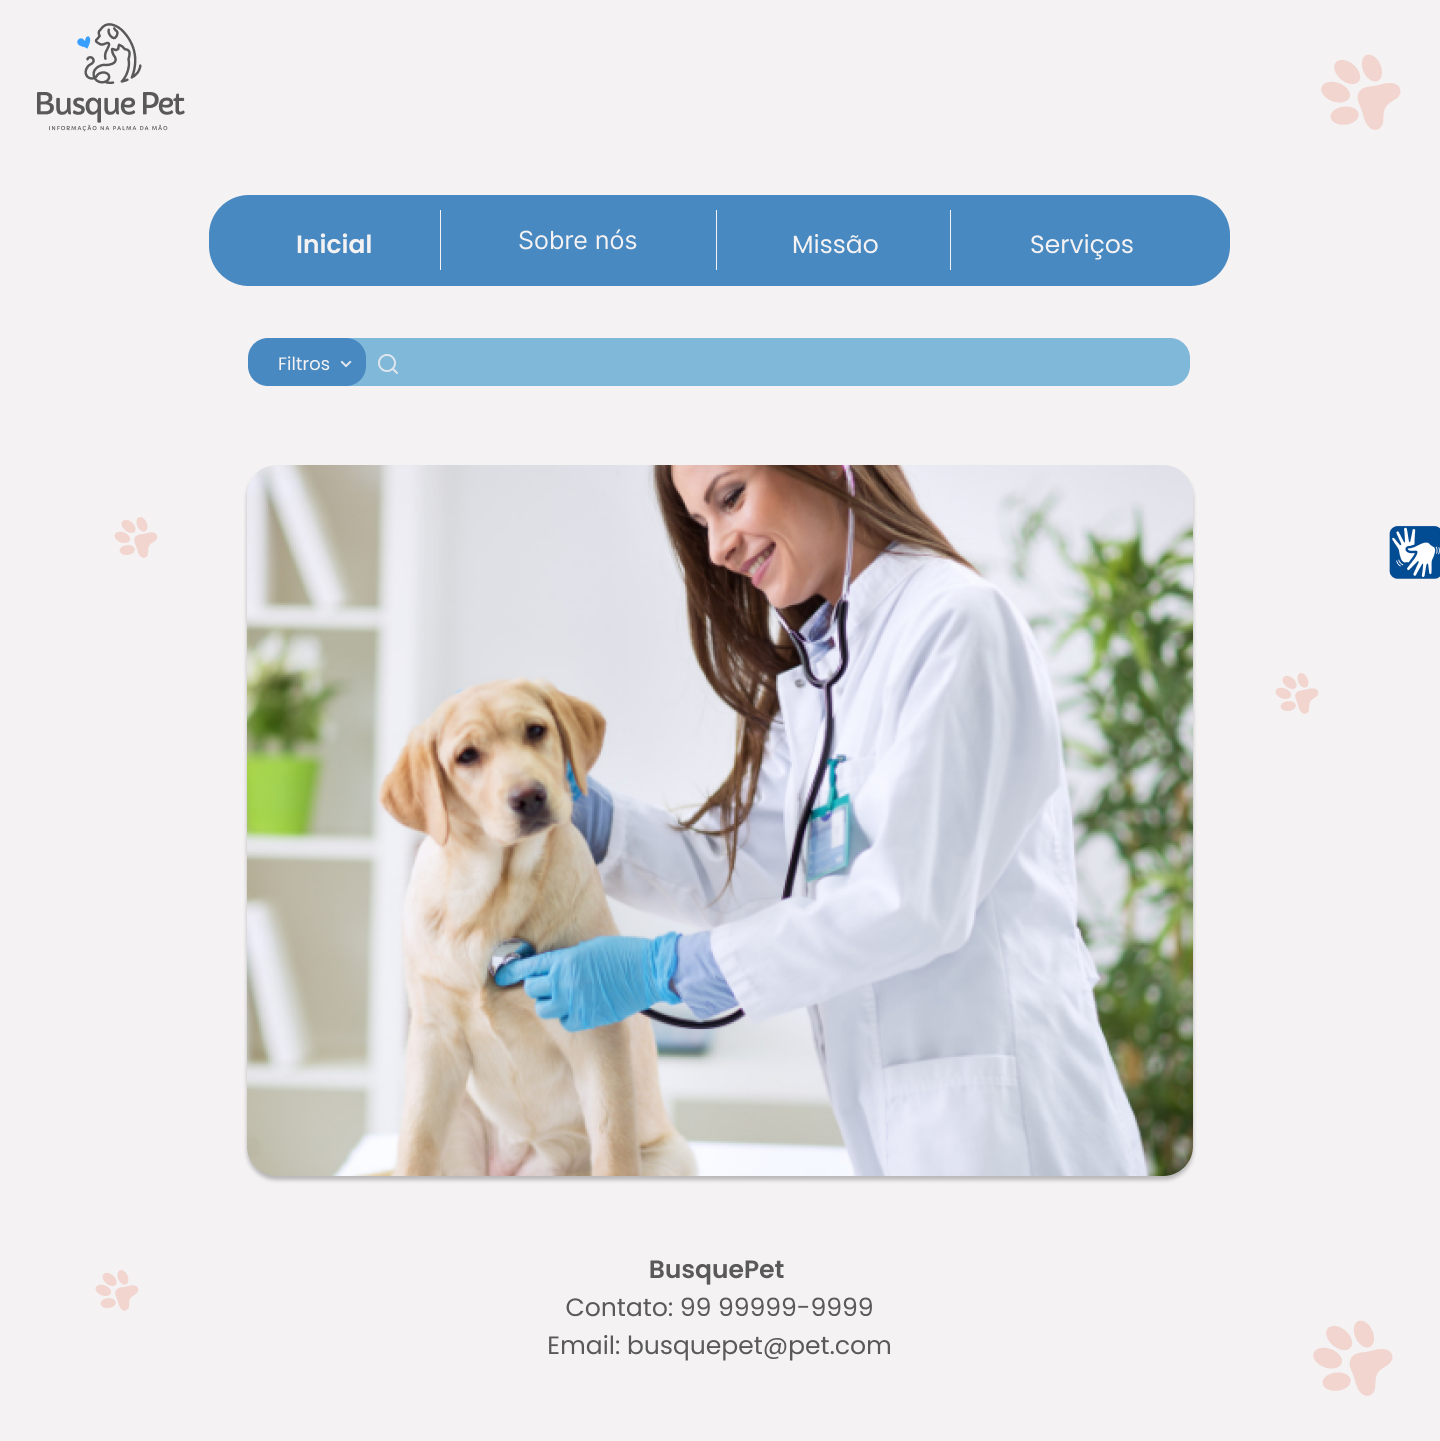 Busque Pet
INFORMAÇÃO NA PALMA DA MÃO
Inicial
Sobre nós
Missão
Serviços
Filtros
BusquePet
Contato: 99 99999-9999
Email: busquepet@pet.com